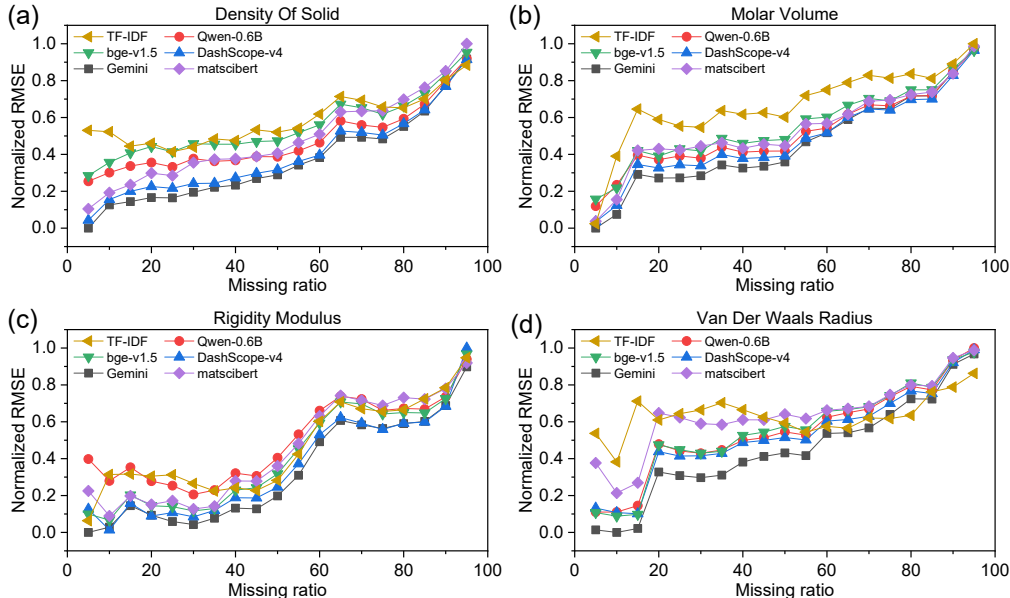 (a)
Density Of Solid
Normalized RMSE
1.0
0.8
0.6
0.4
0.2
0.0
TF-IDF
bge-v1.5
Gemini
Qwen-0.6B
DashScope-v4
matscibert
0 20 40 60 80 100
Missing ratio
(b)
Molar Volume
Normalized RMSE
1.0
0.8
0.6
0.4
0.2
0.0
TF-IDF
bge-v1.5
Gemini
Qwen-0.6B
DashScope-v4
matscibert
0 20 40 60 80 100
Missing ratio
(c)
Rigidity Modulus
Normalized RMSE
1.0
0.8
0.6
0.4
0.2
0.0
TF-IDF
bge-v1.5
Gemini
Qwen-0.6B
DashScope-v4
matscibert
0 20 40 60 80 100
Missing ratio
(d)
Van Der Waals Radius
Normalized RMSE
1.0
0.8
0.6
0.4
0.2
0.0
TF-IDF
bge-v1.5
Gemini
Qwen-0.6B
DashScope-v4
matscibert
0 20 40 60 80 100
Missing ratio